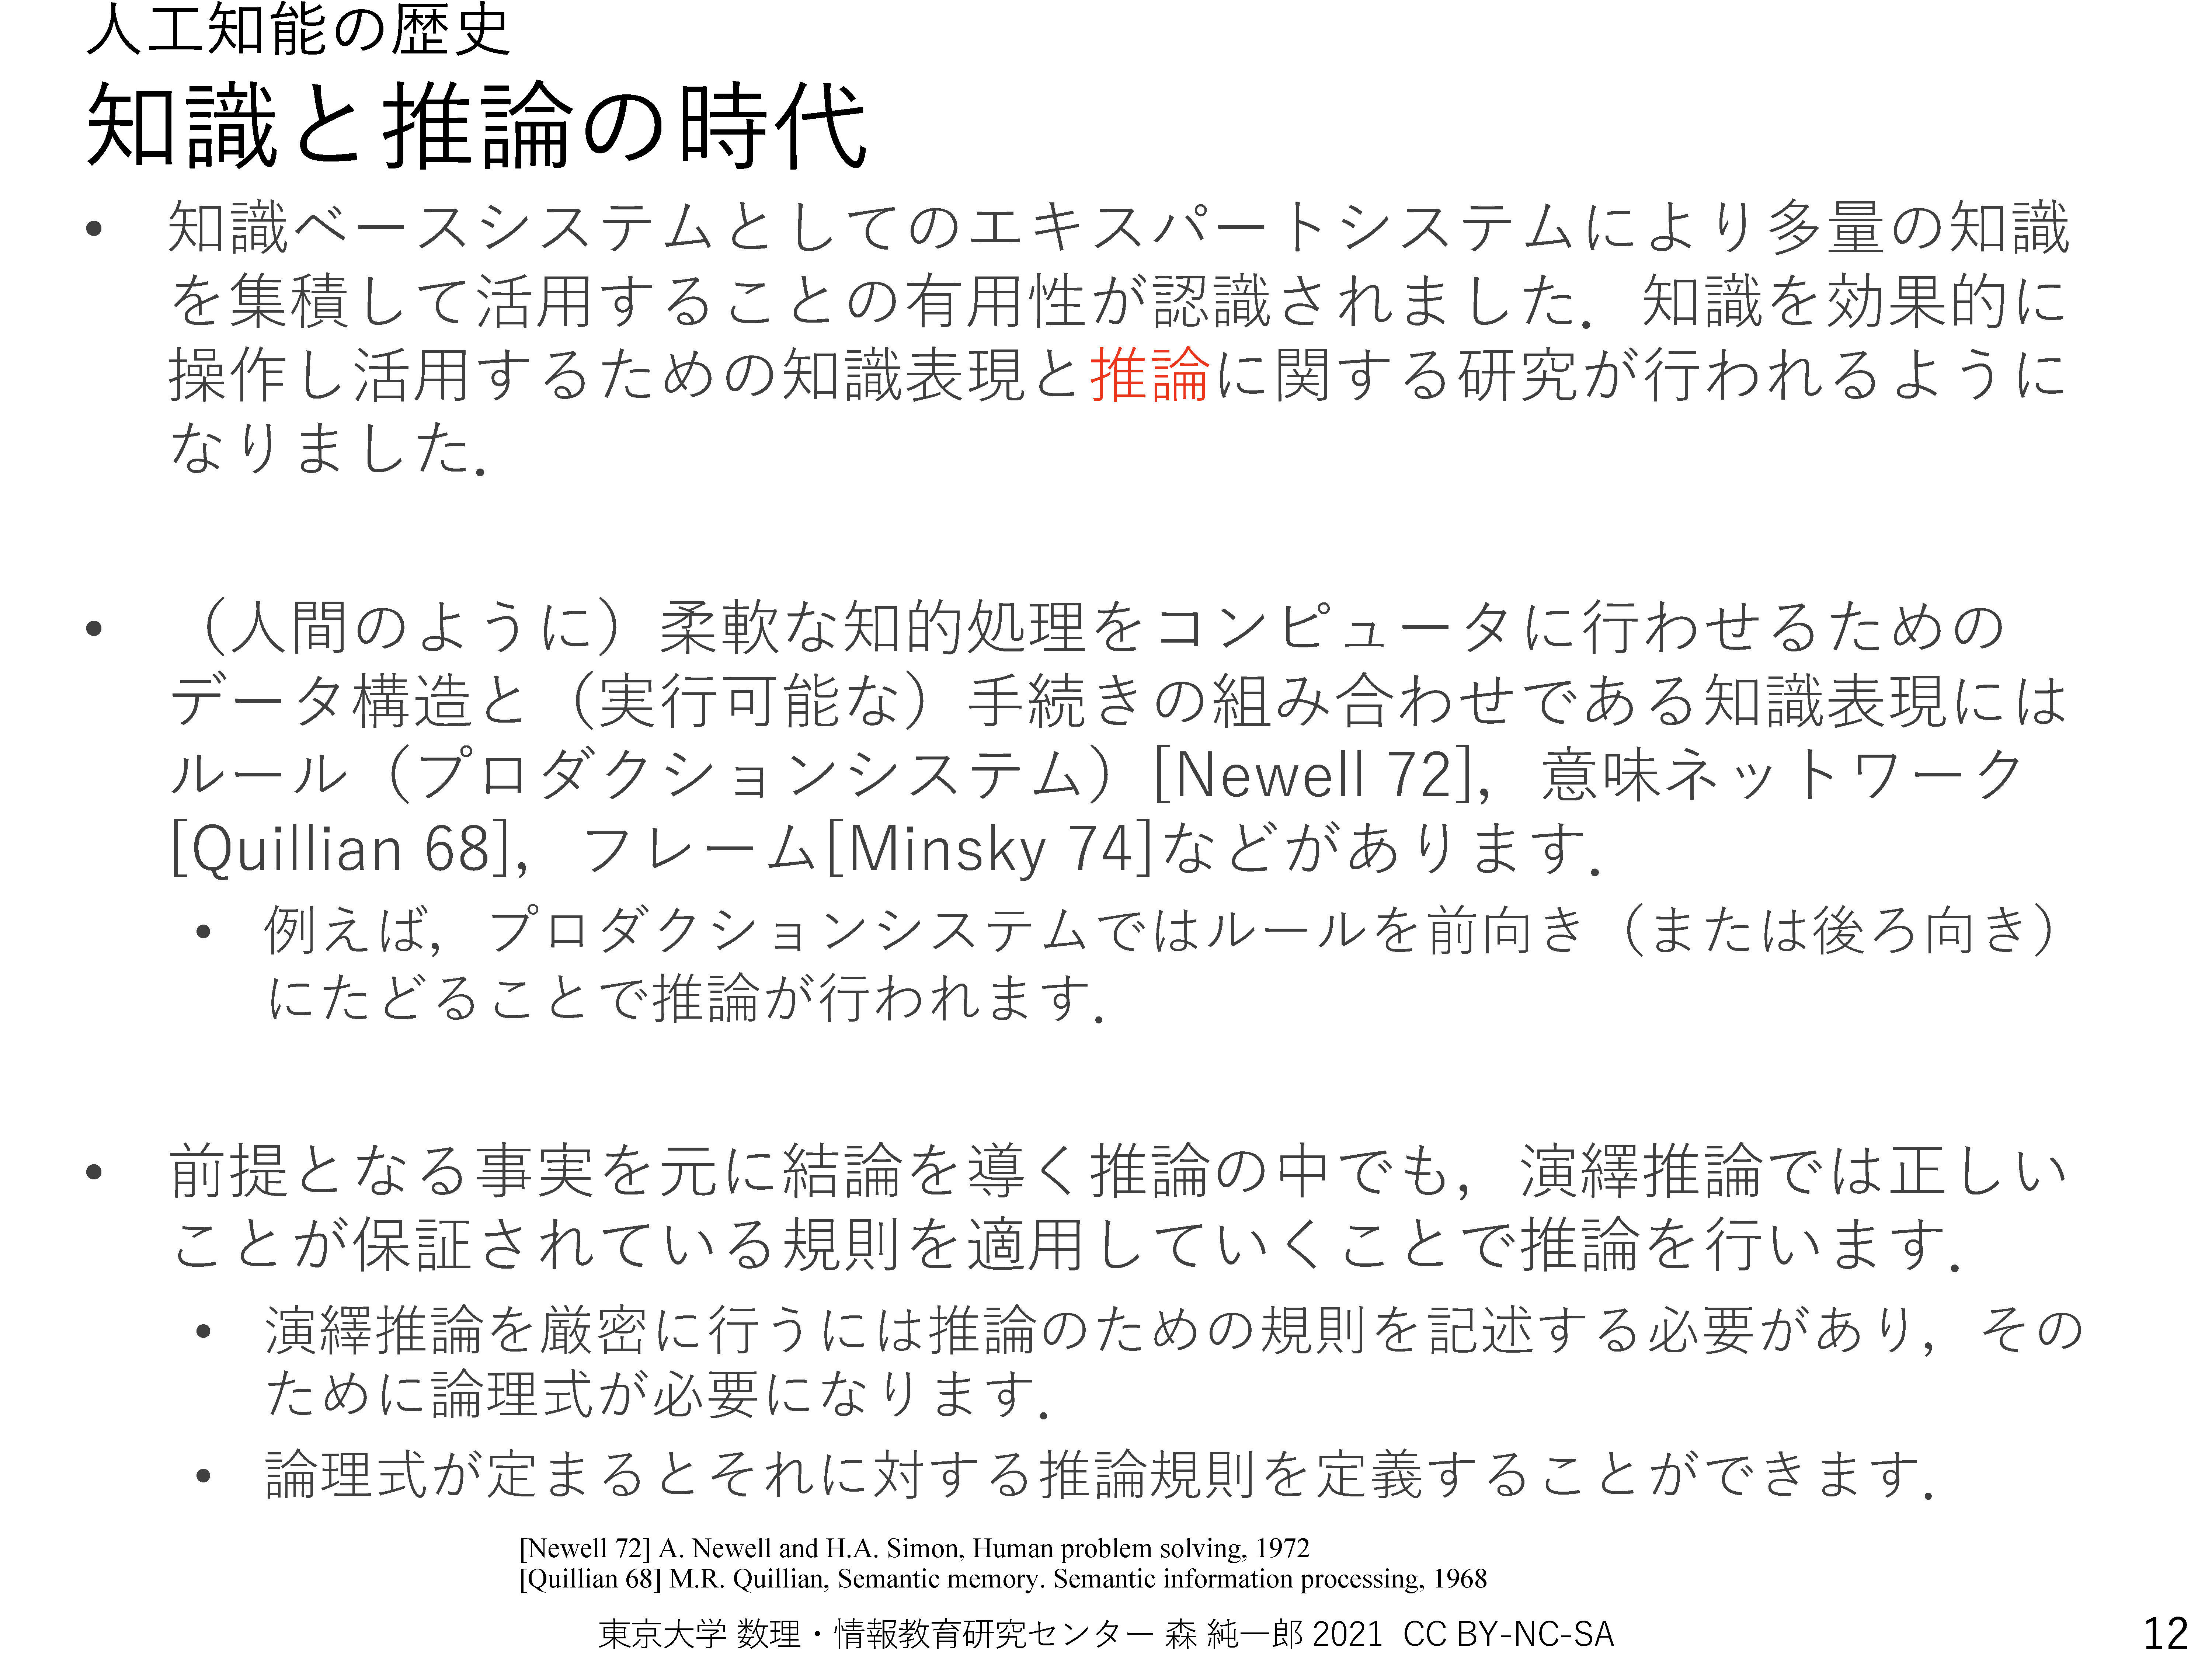 人工知能の歴史
知識と推論の時代
• 知識ベースシステムとしてのエキスパートシステムにより多量の知識
を集積して活用することの有用性が認識されました．知識を効果的に
操作し活用するための知識表現と推論に関する研究が行われるように
なりました．
• （人間のように）柔軟な知的処理をコンピュータに行わせるための
データ構造と（実行可能な）手続きの組み合わせである知識表現には
ルール（プロダクションシステム）[Newell 72]，意味ネットワーク
[Quillian 68]，フレーム[Minsky 74]などがあります．
• 例えば，プロダクションシステムではルールを前向き（または後ろ向き）
にたどることで推論が行われます．
• 前提となる事実を元に結論を導く推論の中でも，演繹推論では正しい
ことが保証されている規則を適用していくことで推論を行います．
• 演繹推論を厳密に行うには推論のための規則を記述する必要があり，その
ために論理式が必要になります．
• 論理式が定まるとそれに対する推論規則を定義することができます．
[Newell 72] A. Newell and H.A. Simon, Human problem solving, 1972
[Quillian 68] M.R. Quillian, Semantic memory. Semantic information processing, 1968
東京大学 数理・情報教育研究センター 森 純一郎 2021 CC BY-NC-SA
12